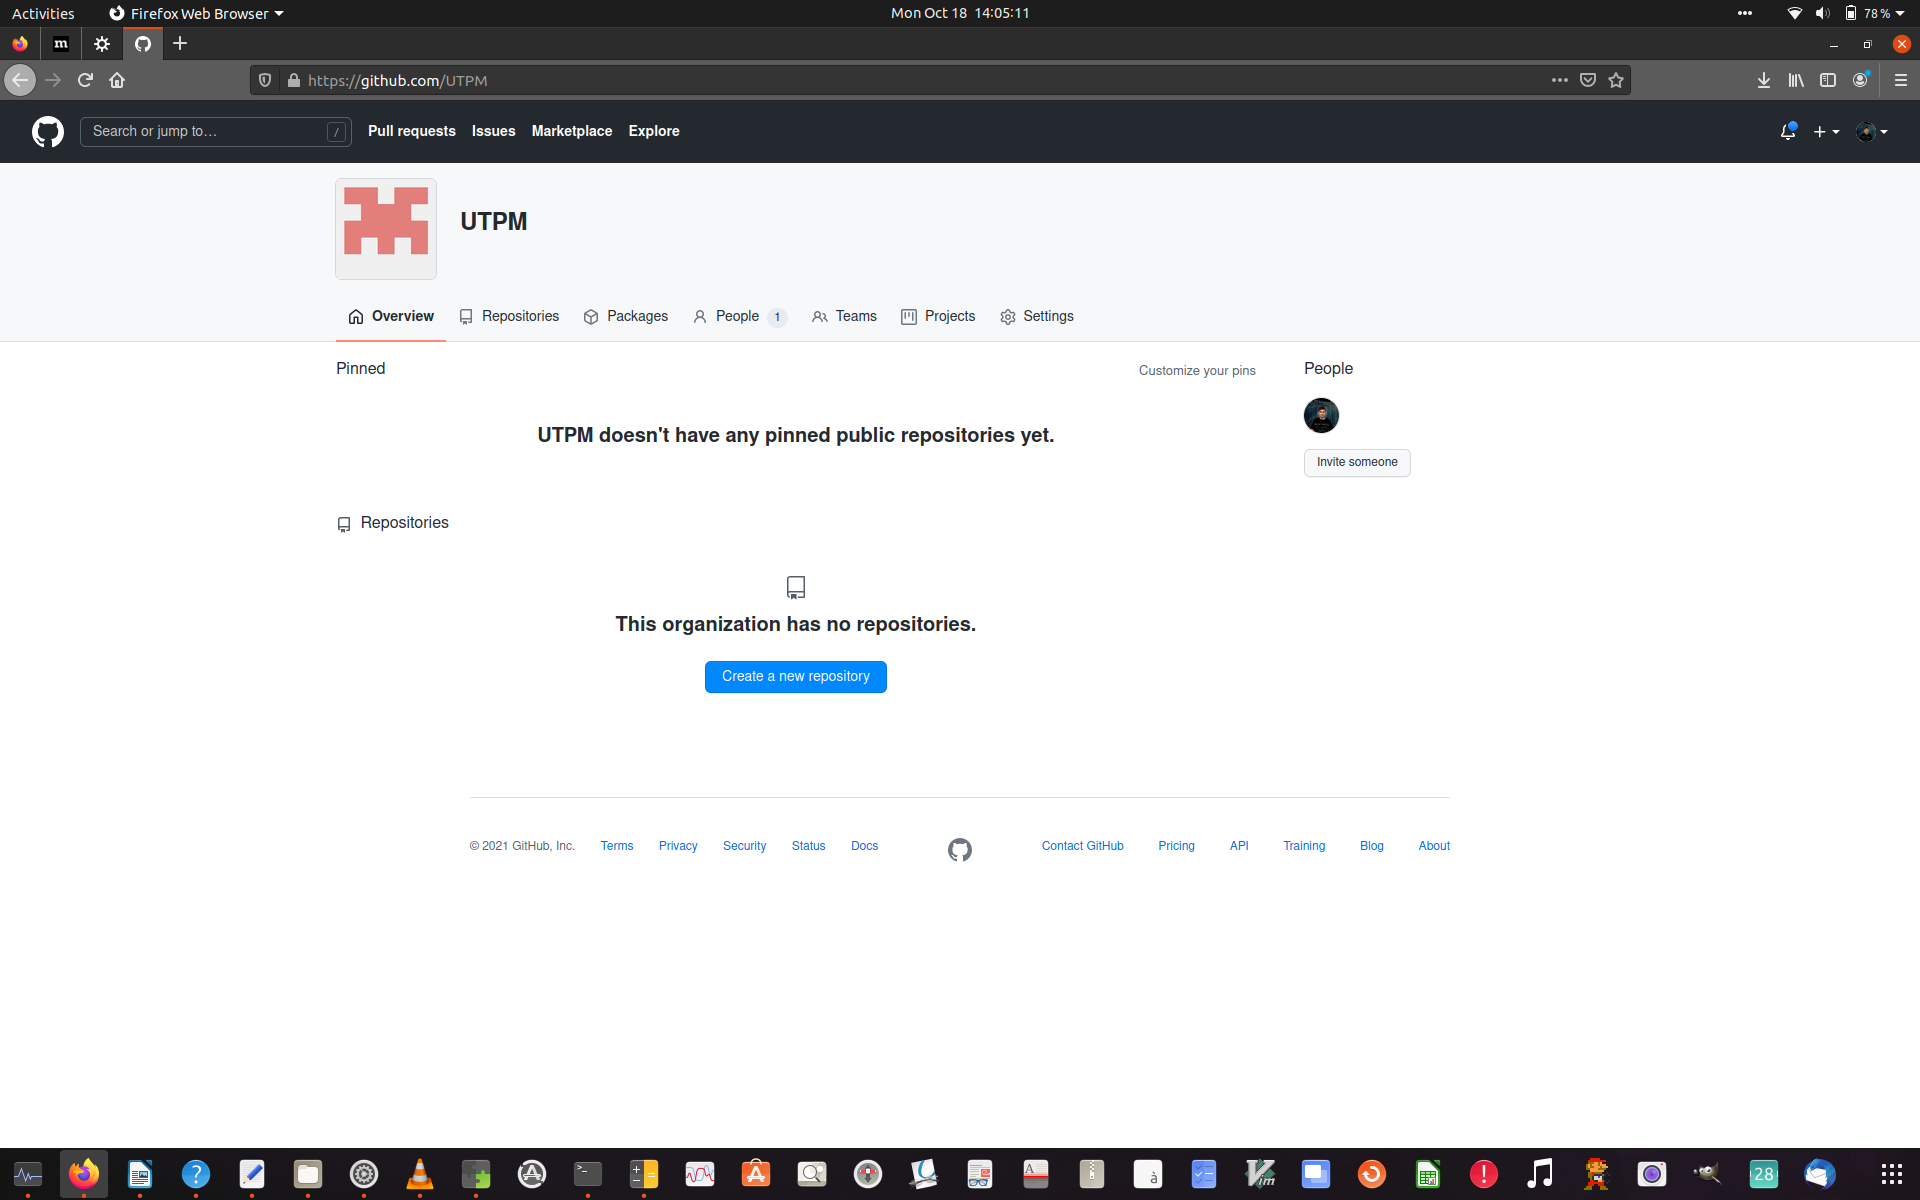 Activities Firefox Web Browser Mon Oct 18 14:05:11 78 %
m
https://github.com/UTPM
Search or jump to… / Pull requests Issues Marketplace Explore
UTPM
Overview Repositories Packages People 1 Teams Projects Settings
Pinned Customize your pins People
UTPM doesn't have any pinned public repositories yet.
Invite someone
Repositories
This organization has no repositories.
Create a new repository
© 2021 GitHub, Inc. Terms Privacy Security Status Docs Contact GitHub Pricing API Training Blog About
28